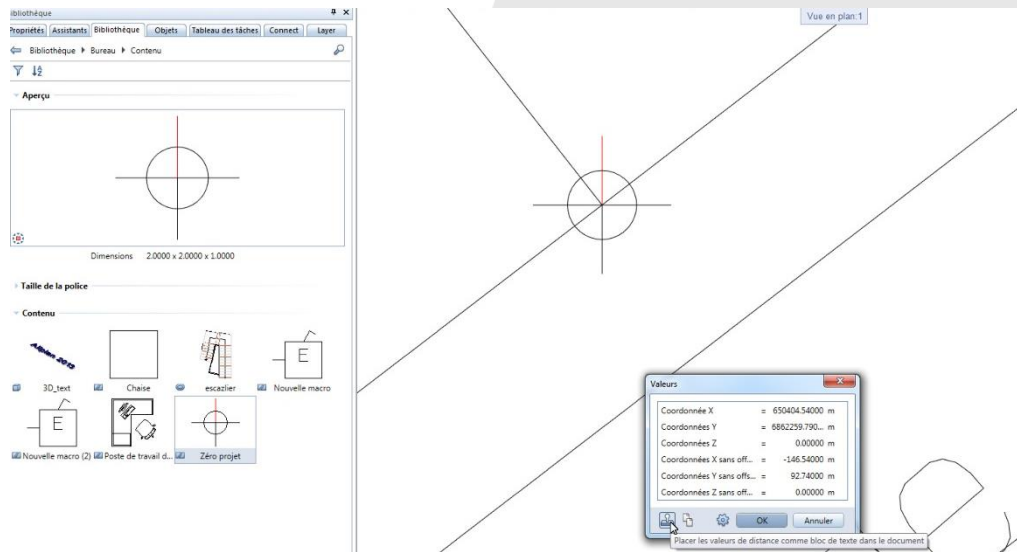 Bibliothèque
Propriétés Assistants Bibliothèque Objets Tableau des tâches Connect Layer
Bibliothèque Bureau Contenu
Aperçu
Dimensions 2.0000 x 2.0000 x 1.0000
Taille de la police
Contenu
3D_text Chaise escazlier Nouvelle macro
Nouvelle macro (2) Poste de travail d... Zéro projet
Vue en plan:1
Valeurs
Coordonnée X = 650404.54000 m
Coordonnées Y = 6862259.790... m
Coordonnées Z = 0.00000 m
Coordonnées X sans off... = -146.54000 m
Coordonnées Y sans offs... = 92.74000 m
Coordonnées Z sans off... = 0.00000 m
OK Annuler
Placer les valeurs de distance comme bloc de texte dans le document